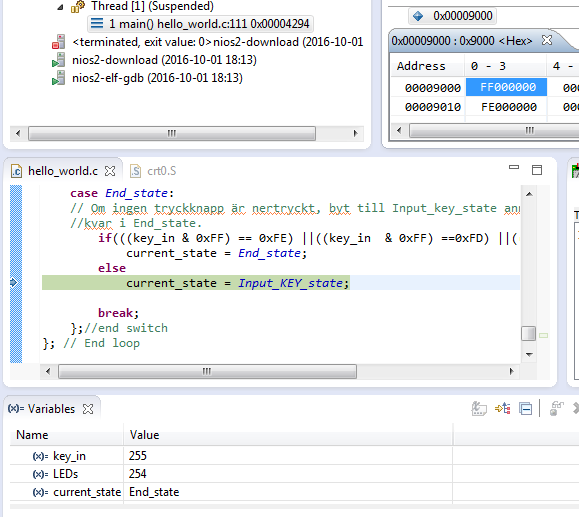 Thread [1] (Suspended)
1 main() hello_world.c:111 0x00004294
<terminated, exit value: 0>nios2-download (2016-10-01
nios2-download (2016-10-01 18:13)
nios2-elf-gdb (2016-10-01 18:13)
0x00009000
0x00009000 : 0x9000 <Hex>
Address 0 - 3 4 -
00009000 FF000000 00
00009010 FE000000 00
hello_world.c crt0.S
case End_state:
// Om ingen tryckknapp är nertryckt, byt till Input_key_state ann
//kvar i End_state.
if(((key_in & 0xFF) == 0xFE) ||((key_in & 0xFF) ==0xFD) ||(
current_state = End_state;
else
current_state = Input_KEY_state;
break;
};//end switch
}; // End loop
(x)= Variables
Name Value
(x)= key_in 255
(x)= LEDs 254
(x)= current_state End_state